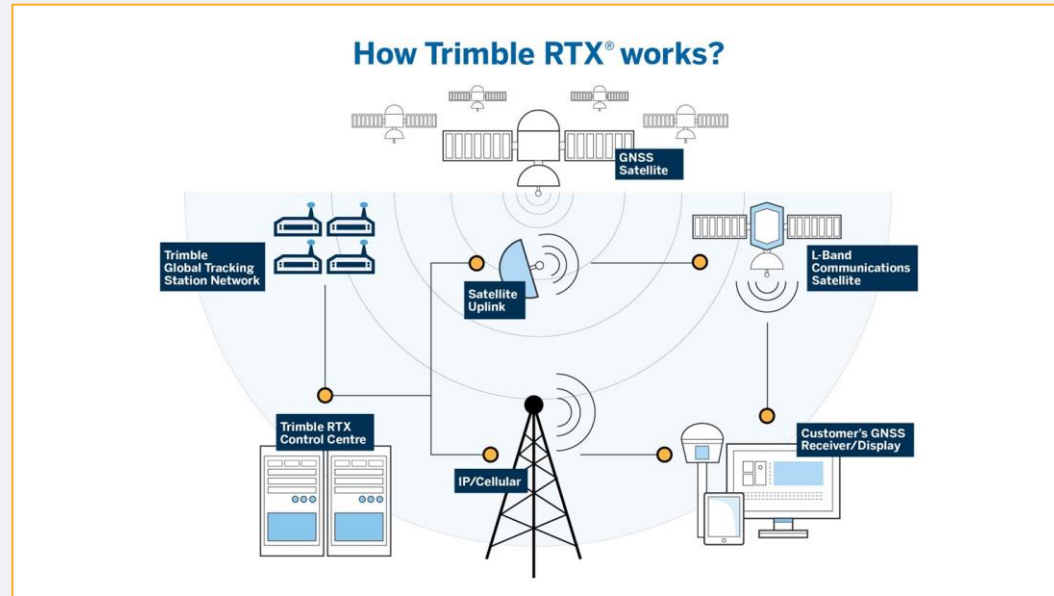 How Trimble RTX® works?
GNSS
Satellite
Trimble
Global Tracking
Station Network
Satellite
Uplink
L-Band
Communications
Satellite
Trimble RTX
Control Centre
IP/Cellular
Customer's GNSS
Receiver/Display